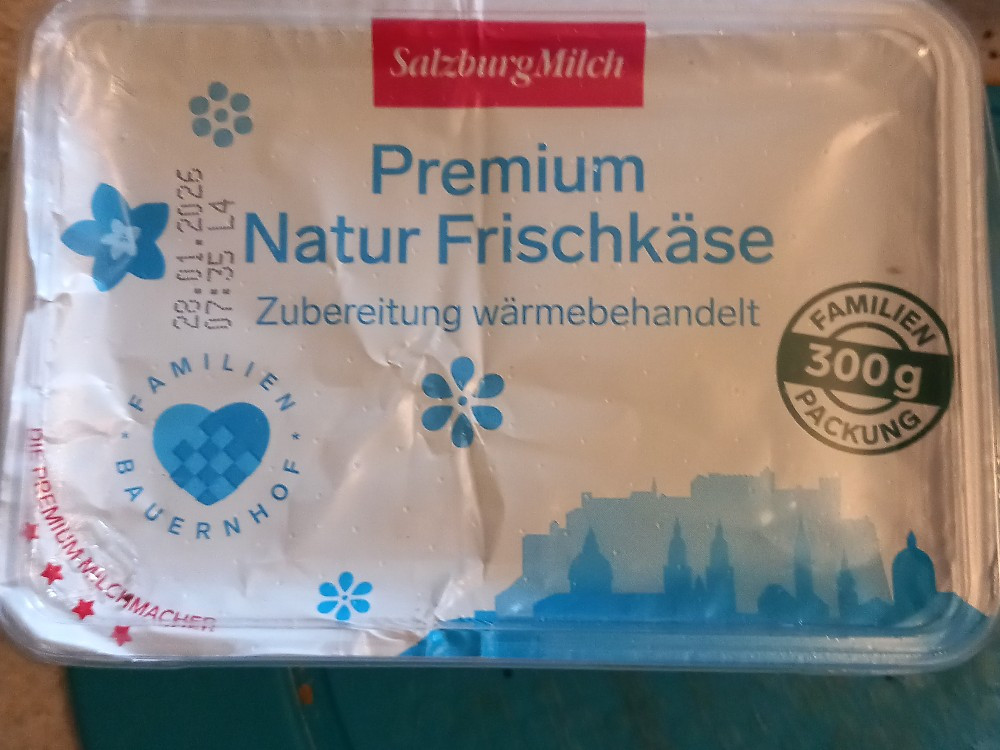 SalzburgMilch
Premium
Natur Frischkäse
Zubereitung wärmebehandelt
28.01.2026
07:35 L4
FAMILIEN
300g
PACKUNG
FAMILIEN
BAUERNHOF
DIE PREMIUM-MILCHMACHER